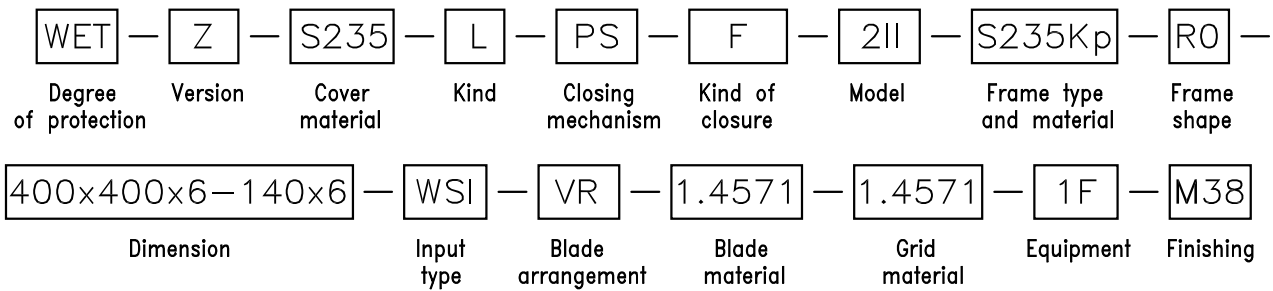 WET — Z — S235 — L — PS — F — 2II — S235Kp — R0 —
Degree Version Cover Kind Closing Kind of Model Frame type Frame
of protection material mechanism closure and material shape
400x400x6-140x6 — WSI — VR — 1.4571 — 1.4571 — 1F — M38
Dimension Input Blade Blade Grid Equipment Finishing
type arrangement material material